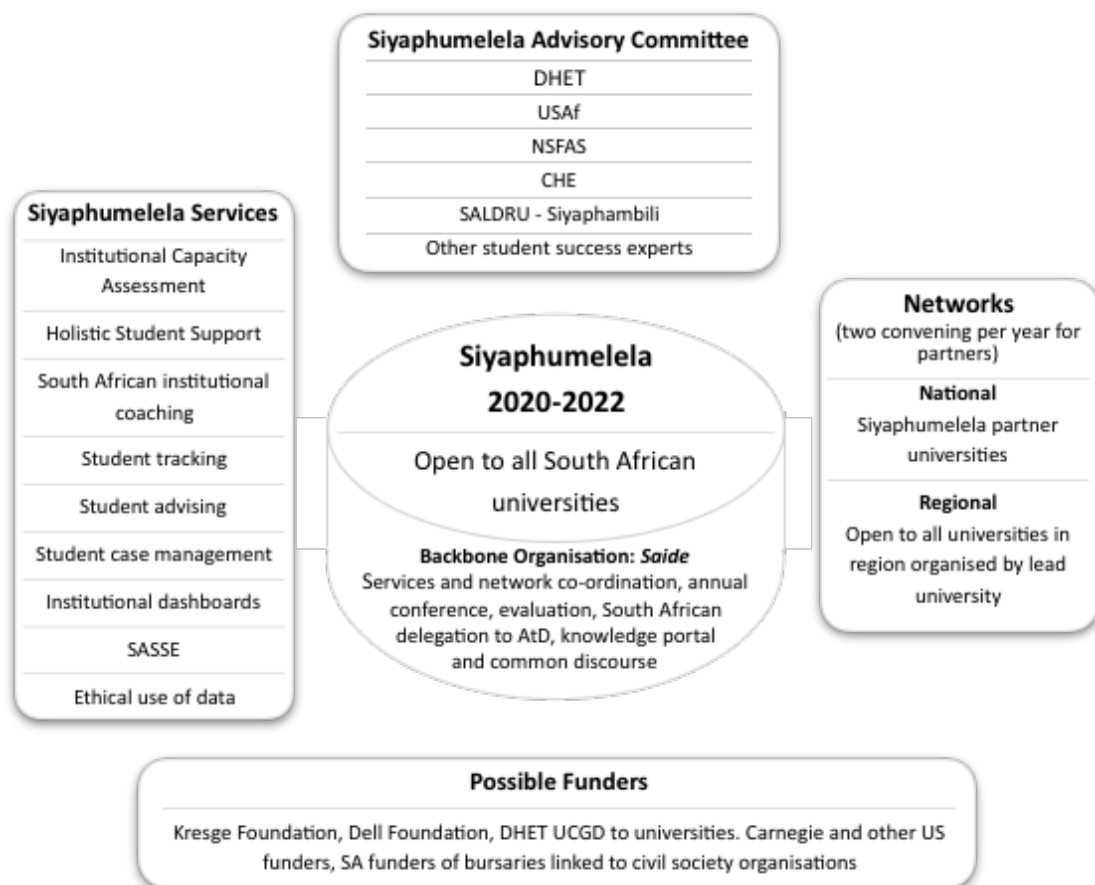 Siyaphumelela Advisory Committee
DHET
USAf
NSFAS
CHE
SALDRU - Siyaphambili
Other student success experts
Siyaphumelela Services
Institutional Capacity
Assessment
Holistic Student Support
South African institutional
coaching
Student tracking
Student advising
Student case management
Institutional dashboards
SASSE
Ethical use of data
Siyaphumelela
2020-2022
Open to all South African
universities
Backbone Organisation: Saide
Services and network co-ordination, annual
conference, evaluation, South African
delegation to AtD, knowledge portal
and common discourse
Networks
(two convening per year for
partners)
National
Siyaphumelela partner
universities
Regional
Open to all universities in
region organised by lead
university
Possible Funders
Kresge Foundation, Dell Foundation, DHET UCGD to universities. Carnegie and other US
funders, SA funders of bursaries linked to civil society organisations